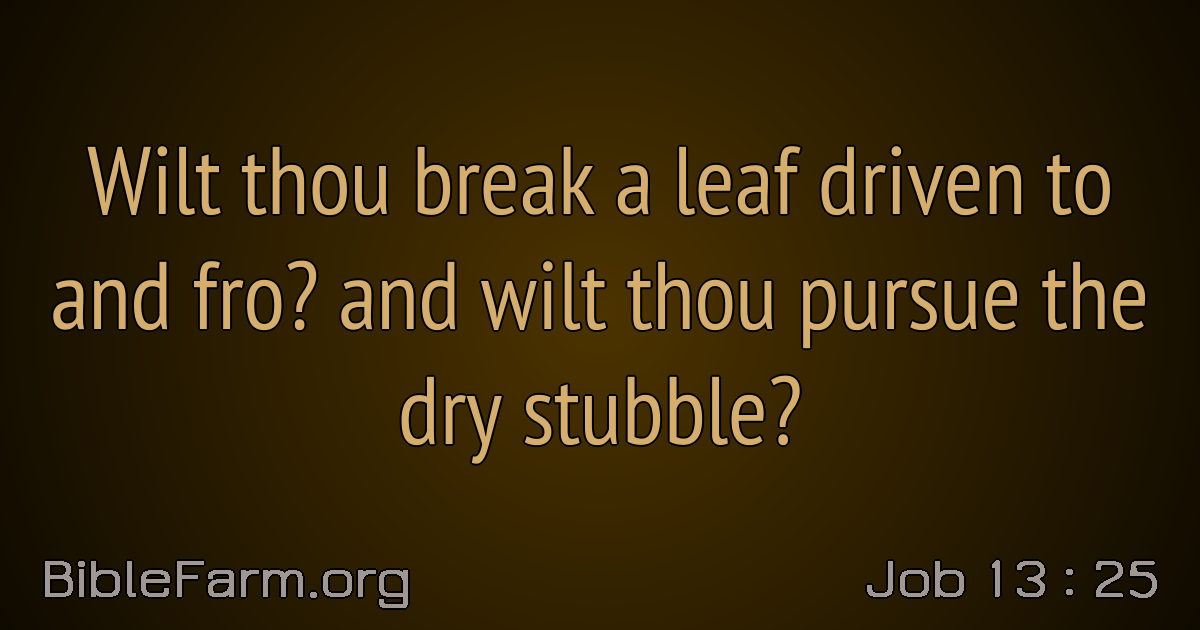 Wilt thou break a leaf driven to
and fro? and wilt thou pursue the
dry stubble?
BibleFarm.org
Job 13 : 25